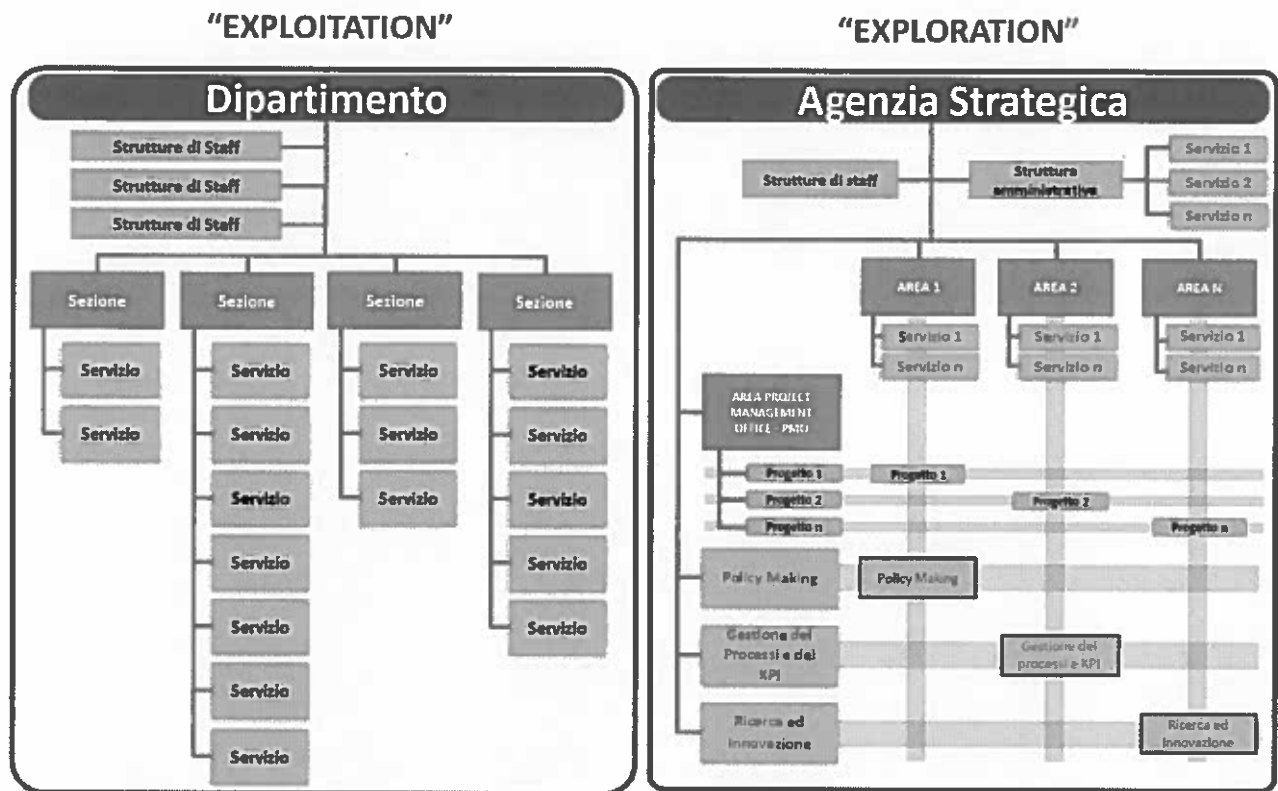 "EXPLOITATION"
Dipartimento
Strutture di Staff
Strutture di Staff
Strutture di Staff
Sezione
Servizio
Servizio
Sezione
Servizio
Servizio
Servizio
Servizio
Servizio
Servizio
Servizio
Sezione
Servizio
Servizio
Servizio
Sezione
Servizio
Servizio
Servizio
Servizio
Servizio
"EXPLORATION"
Agenzia Strategica
Strutture di staff
Struttura
amministrativa
Servizio 1
Servizio 2
Servizio n
AREA 1
Servizio 1
Servizio n
AREA 2
Servizio 1
Servizio n
AREA N
Servizio 1
Servizio n
AREA PROJECT
MANAGEMENT
OFFICE - PMO
Progetto 1
Progetto 1
Progetto 2
Progetto 2
Progetto n
Progetto n
Policy Making
Policy Making
Gestione dei
Processi e dei
KPI
Gestione dei
processi e KPI
Ricerca ed
Innovazione
Ricerca ed
Innovazione